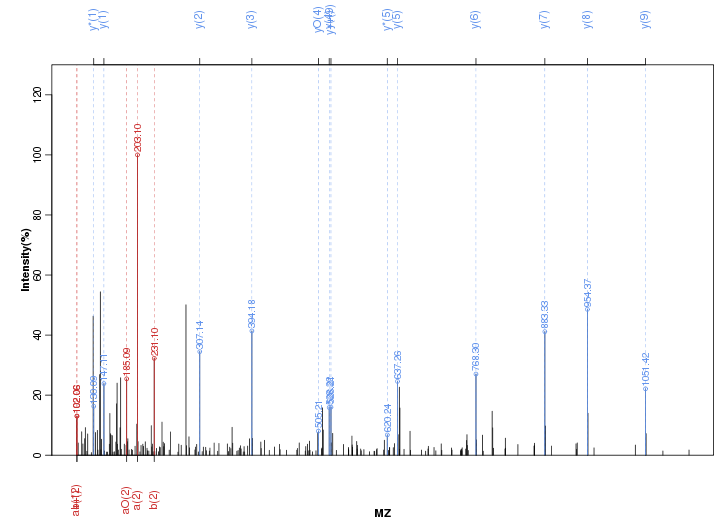 y*(1)
y(1)
y(2)
y(3)
yO(4)
y(5)
y*(5)
y(6)
y(7)
y(8)
y(9)
Intensity(%)
120
100
80
60
40
20
0
102.06
130.09
147.11
185.09
203.10
231.10
307.14
394.18
505.21
620.24
637.26
768.30
883.33
954.37
1051.42
aO(2)
a(2)
b(2)
MZ